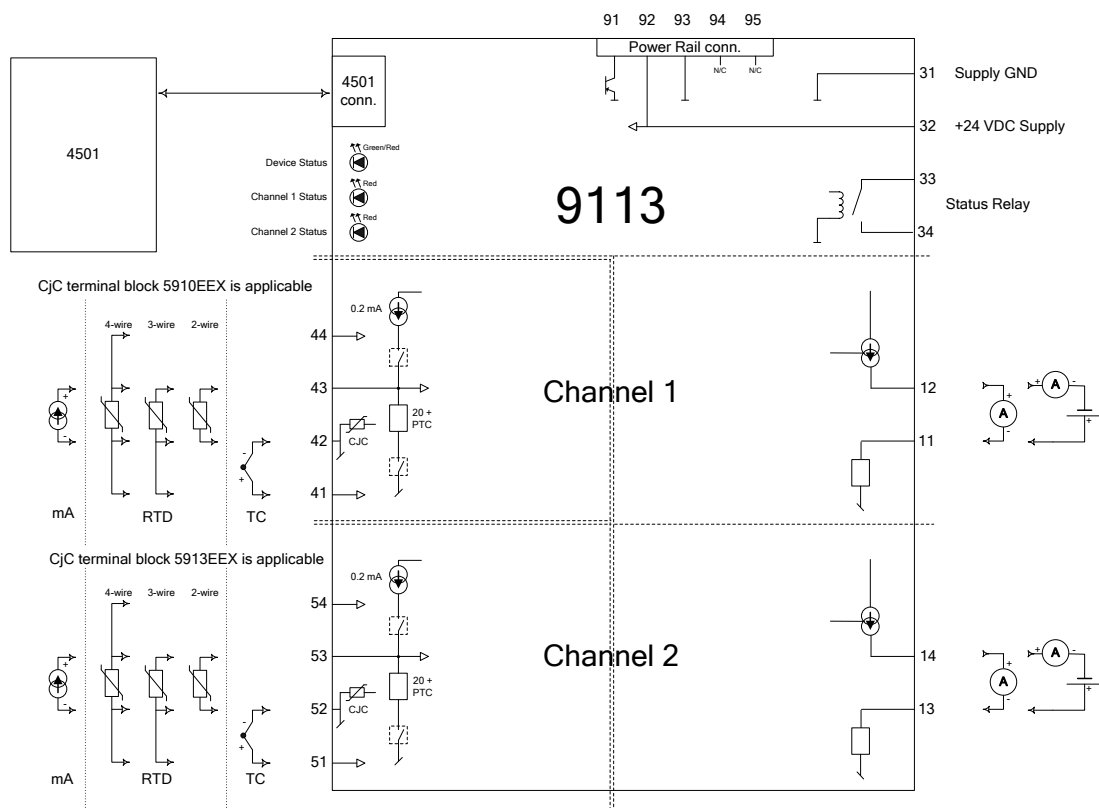 91 92 93 94 95
Power Rail conn.
N/C N/C
4501
conn.
4501
31 Supply GND
32 +24 VDC Supply
Device Status
Green/Red
Channel 1 Status
Red
Channel 2 Status
Red
9113
33
Status Relay
34
CjC terminal block 5910EEX is applicable
4-wire 3-wire 2-wire
0.2 mA
44
43
Channel 1
12
A
A
+
-
+
-
+
+
-
20 +
PTC
CJC
42
11
-
+
41
mA RTD TC
CjC terminal block 5913EEX is applicable
4-wire 3-wire 2-wire
0.2 mA
54
53
Channel 2
14
A
A
+
-
+
-
+
+
-
20 +
PTC
CJC
52
13
-
+
51
mA RTD TC